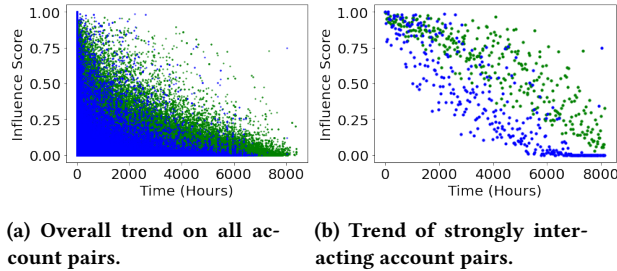 Influence Score
1.00
0.75
0.50
0.25
0.00
0 2000 4000 6000 8000
Time (Hours)
Influence Score
1.00
0.75
0.50
0.25
0.00
0 2000 4000 6000 8000
Time (Hours)
(a) Overall trend on all ac-
count pairs.
(b) Trend of strongly inter-
acting account pairs.